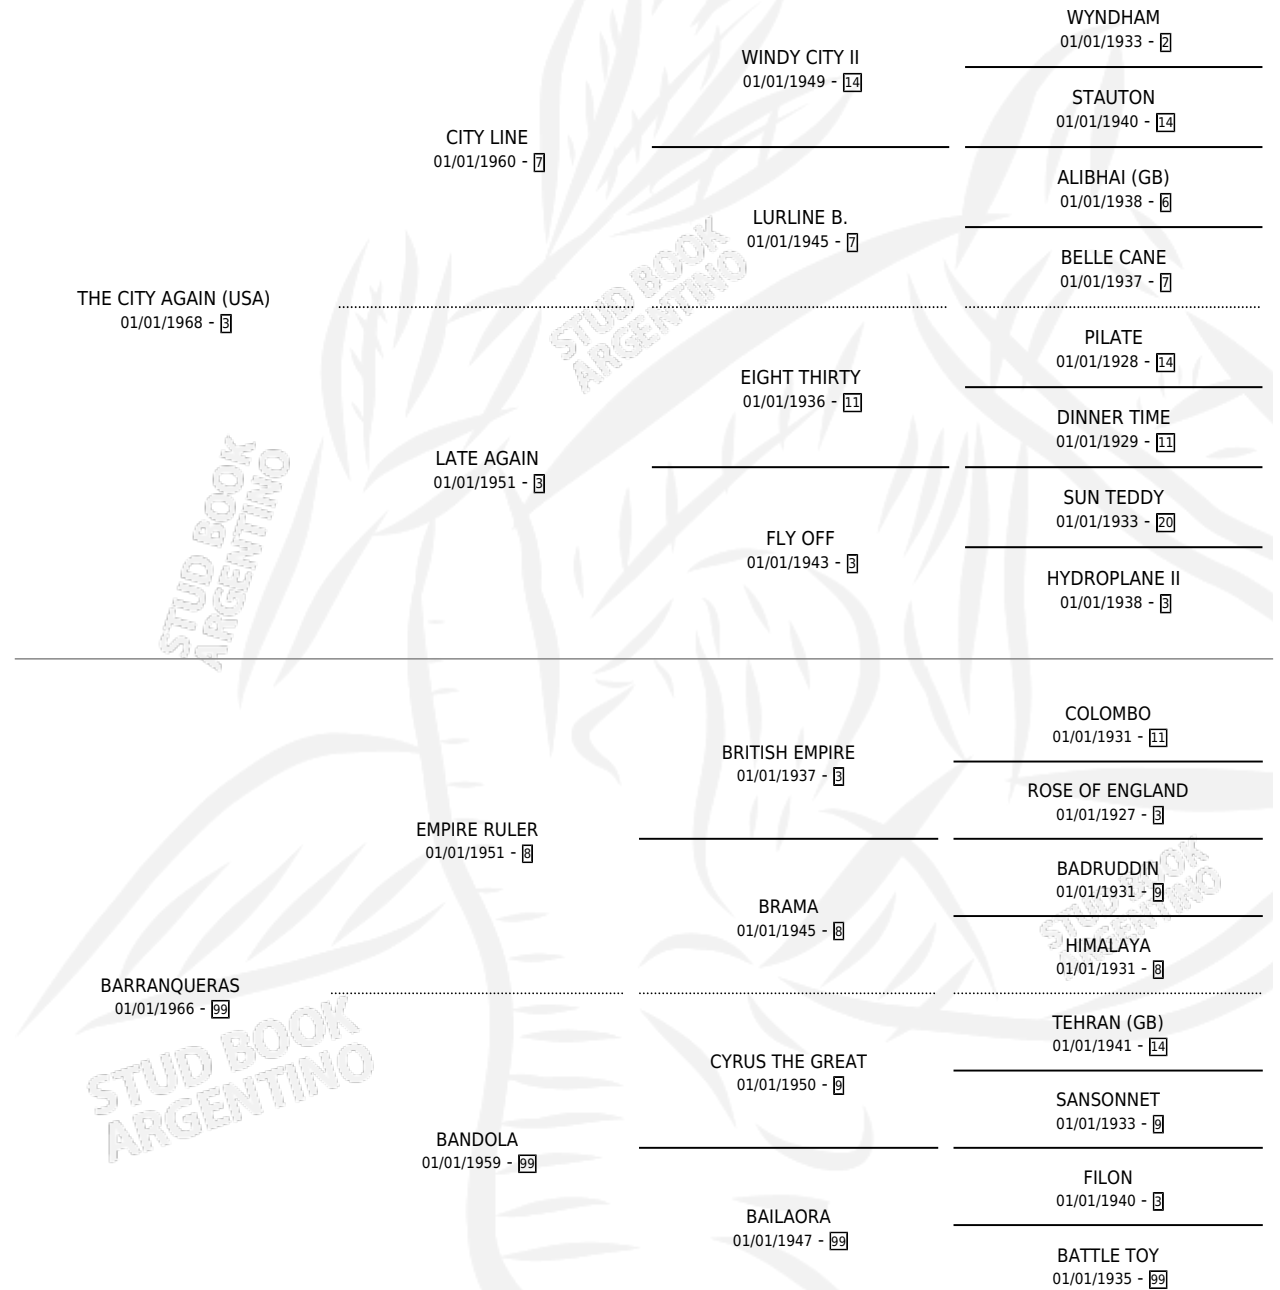 WYNDHAM
01/01/1933 - 2
WINDY CITY II
01/01/1949 - 14
STAUTON
01/01/1940 - 14
CITY LINE
01/01/1960 - 7
ALIBHAI (GB)
01/01/1938 - 6
LURLINE B.
01/01/1945 - 7
BELLE CANE
01/01/1937 - 7
THE CITY AGAIN (USA)
01/01/1968 - 3
PILATE
01/01/1928 - 14
EIGHT THIRTY
01/01/1936 - 11
DINNER TIME
01/01/1929 - 11
LATE AGAIN
01/01/1951 - 3
SUN TEDDY
01/01/1933 - 20
FLY OFF
01/01/1943 - 3
HYDROPLANE II
01/01/1938 - 3
COLOMBO
01/01/1931 - 11
BRITISH EMPIRE
01/01/1937 - 3
ROSE OF ENGLAND
01/01/1927 - 3
EMPIRE RULER
01/01/1951 - 8
BADRUDDIN
01/01/1931 - 9
BRAMA
01/01/1945 - 8
HIMALAYA
01/01/1931 - 8
BARRANQUERAS
01/01/1966 - 99
TEHRAN (GB)
01/01/1941 - 14
CYRUS THE GREAT
01/01/1950 - 9
SANSONNET
01/01/1933 - 9
BANDOLA
01/01/1959 - 99
FILON
01/01/1940 - 3
BAILAORA
01/01/1947 - 99
BATTLE TOY
01/01/1935 - 99
STUD BOOK
ARGENTINO
STUD BOOK
ARGENTINO
STUD BOOK
ARGENTINO
STUD BOOK
ARGENTINO